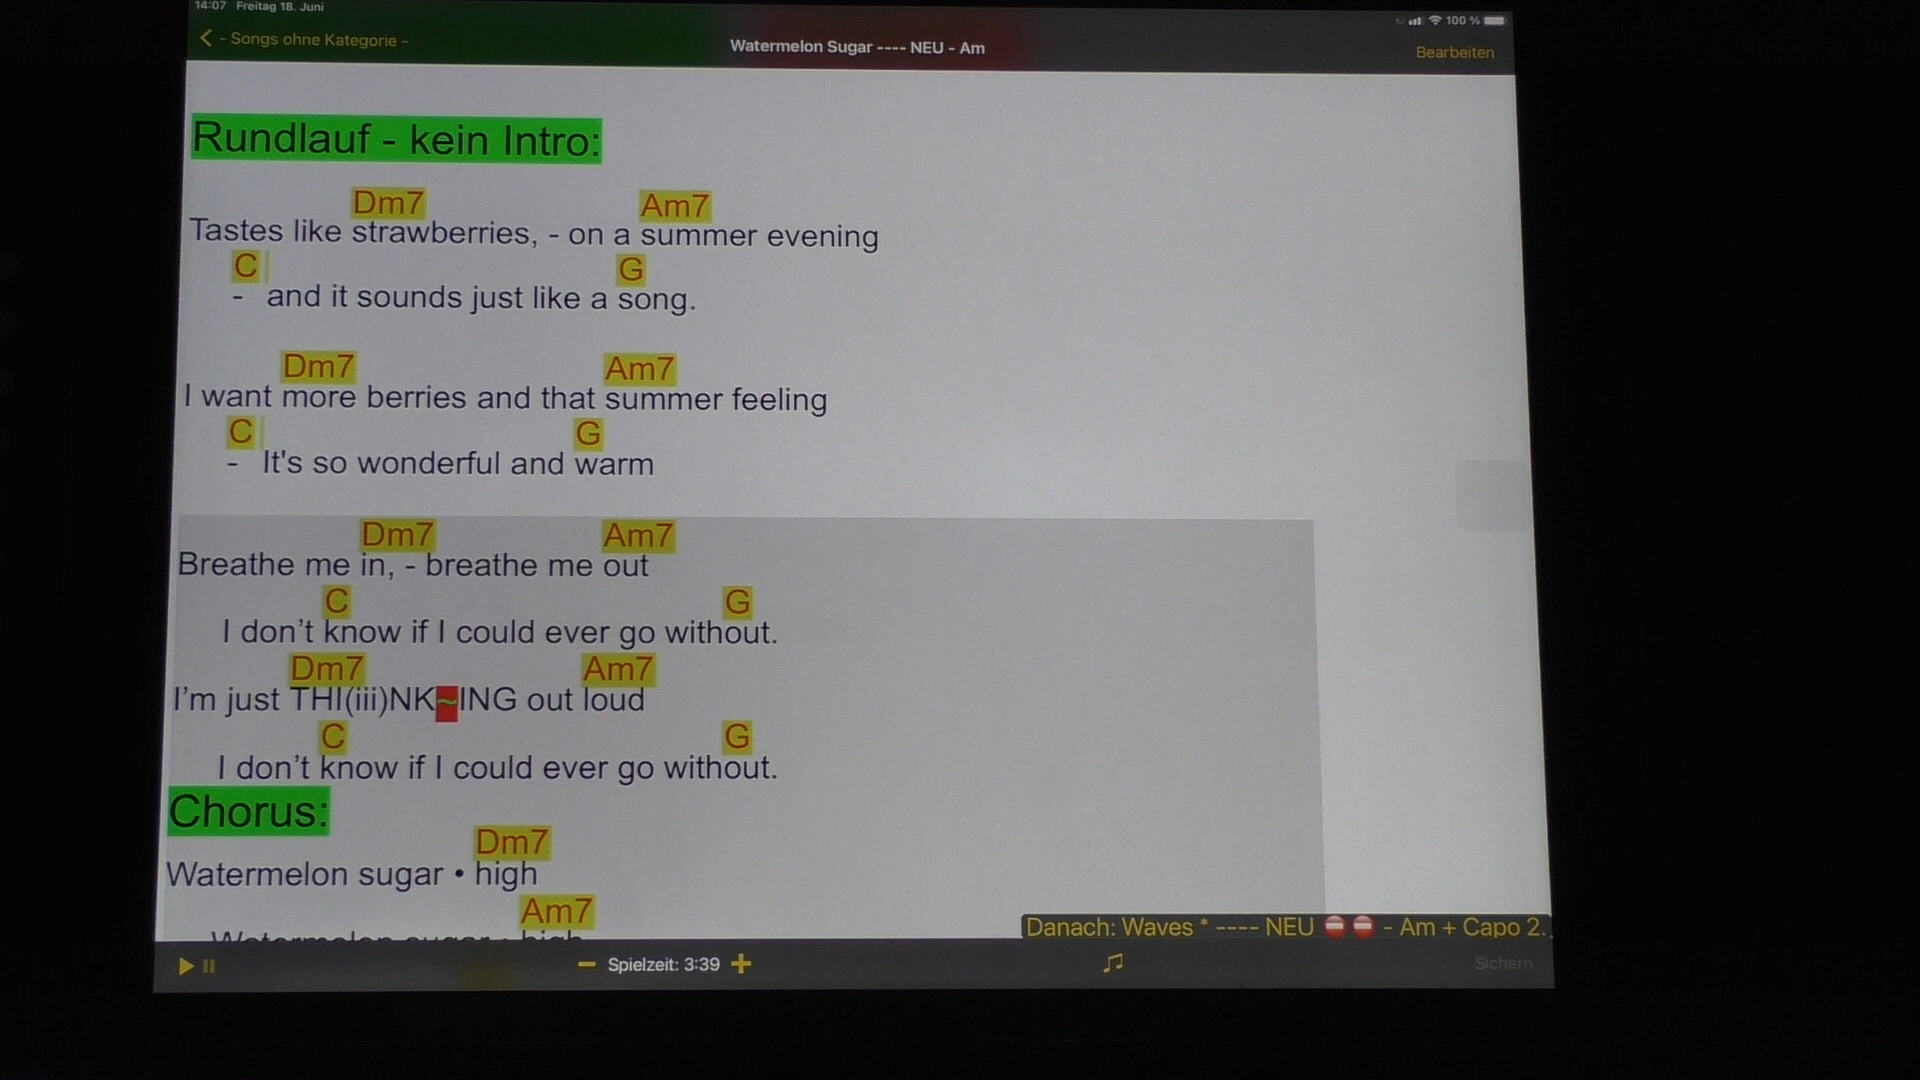 14:07 Freitag 18. Juni
100 %
- Songs ohne Kategorie -
Watermelon Sugar ---- NEU - Am
Bearbeiten
Rundlauf - kein Intro:
Dm7 Am7
Tastes like strawberries, - on a summer evening
C G
- and it sounds just like a song.
Dm7 Am7
I want more berries and that summer feeling
C G
- It's so wonderful and warm
Dm7 Am7
Breathe me in, - breathe me out
C G
I don’t know if I could ever go without.
Dm7 Am7
I’m just THI(iii)NK~ING out loud
C G
I don’t know if I could ever go without.
Chorus:
Dm7
Watermelon sugar • high
Am7
Watermelon sugar • high
Danach: Waves * ---- NEU ⛔⛔ - Am + Capo 2.
Spielzeit: 3:39
Sichern